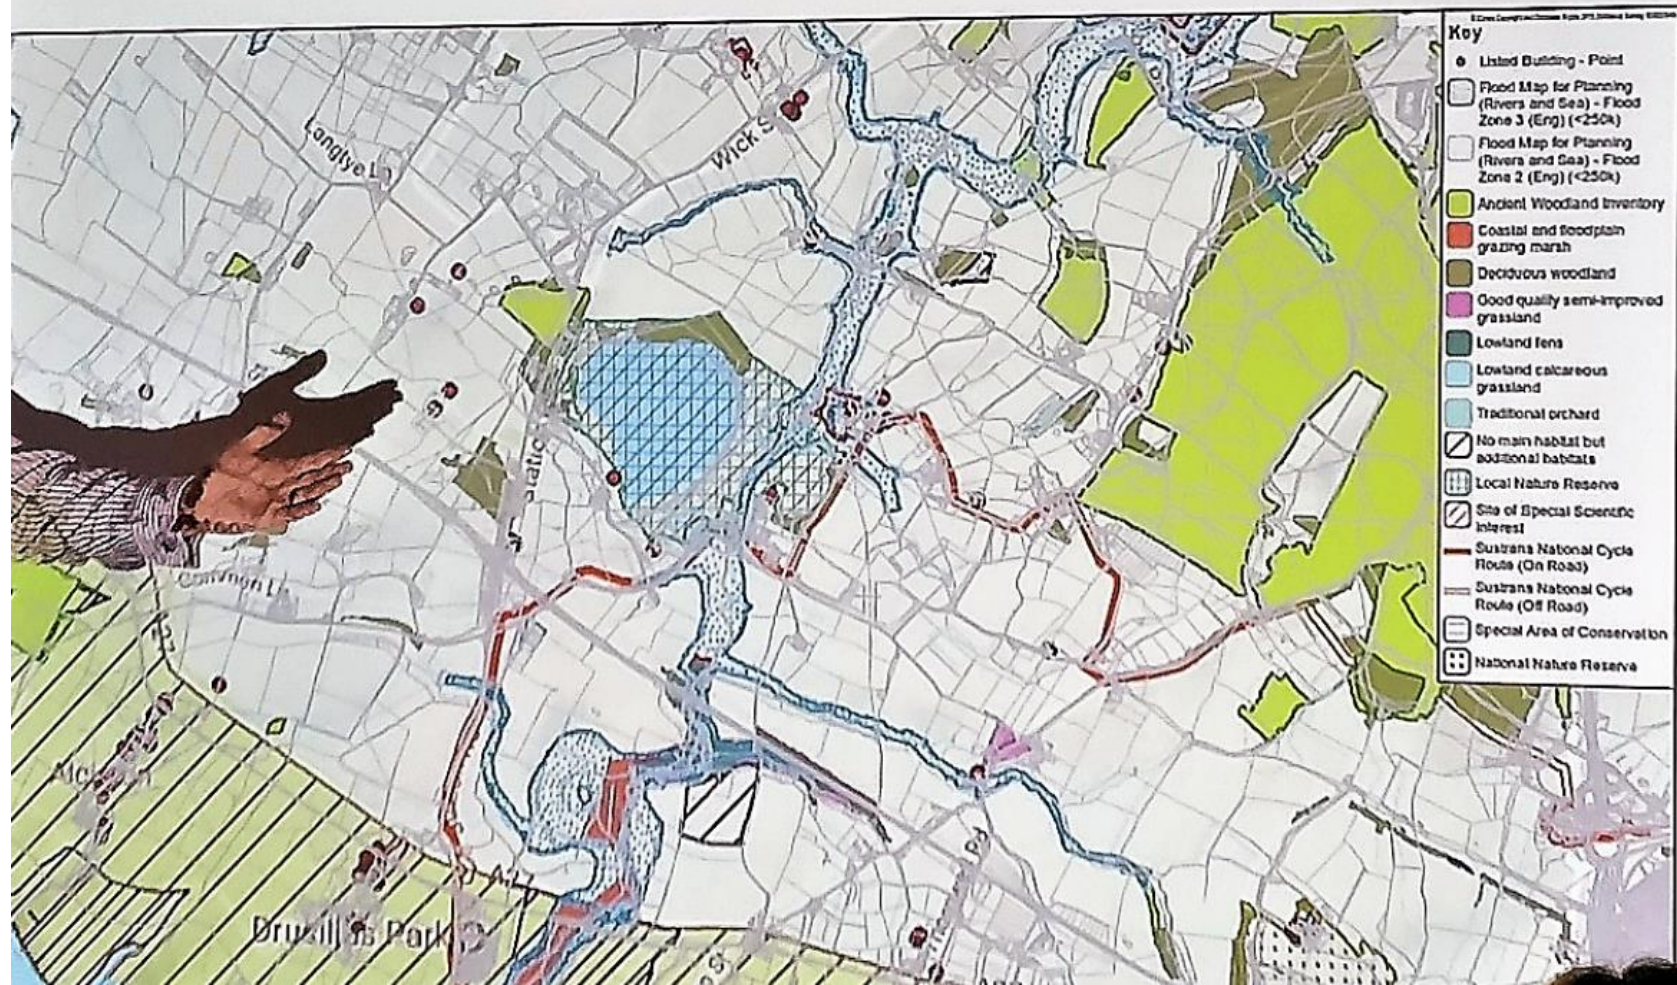 Key
Listed Building - Point
Flood Map for Planning
(Rivers and Sea) - Flood
Zone 3 (Eng) (<250k)
Flood Map for Planning
(Rivers and Sea) - Flood
Zone 2 (Eng) (<250k)
Ancient Woodland Inventory
Coastal and floodplain
grazing marsh
Deciduous woodland
Good quality semi-improved
grassland
Lowland fens
Lowland calcareous
grassland
Traditional orchard
No main habitat but
additional habitats
Local Nature Reserve
Site of Special Scientific
Interest
Sustrans National Cycle
Route (On Road)
Sustrans National Cycle
Route (Off Road)
Special Area of Conservation
National Nature Reserve
Langtye Ln
Wick S
Common Ln
Drusillas Park